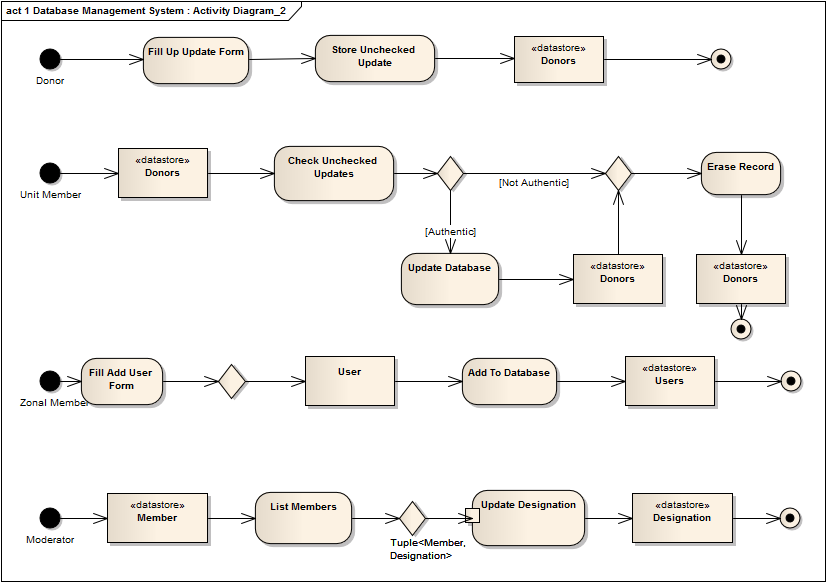 act 1 Database Management System : Activity Diagram_2
Fill Up Update Form
Store Unchecked
Update
«datastore»
Donors
Donor
«datastore»
Donors
Check Unchecked
Updates
[Not Authentic]
Erase Record
Unit Member
[Authentic]
Update Database
«datastore»
Donors
«datastore»
Donors
Fill Add User
Form
User
Add To Database
«datastore»
Users
Zonal Member
«datastore»
Member
List Members
Update Designation
«datastore»
Designation
Moderator
Tuple<Member,
Designation>